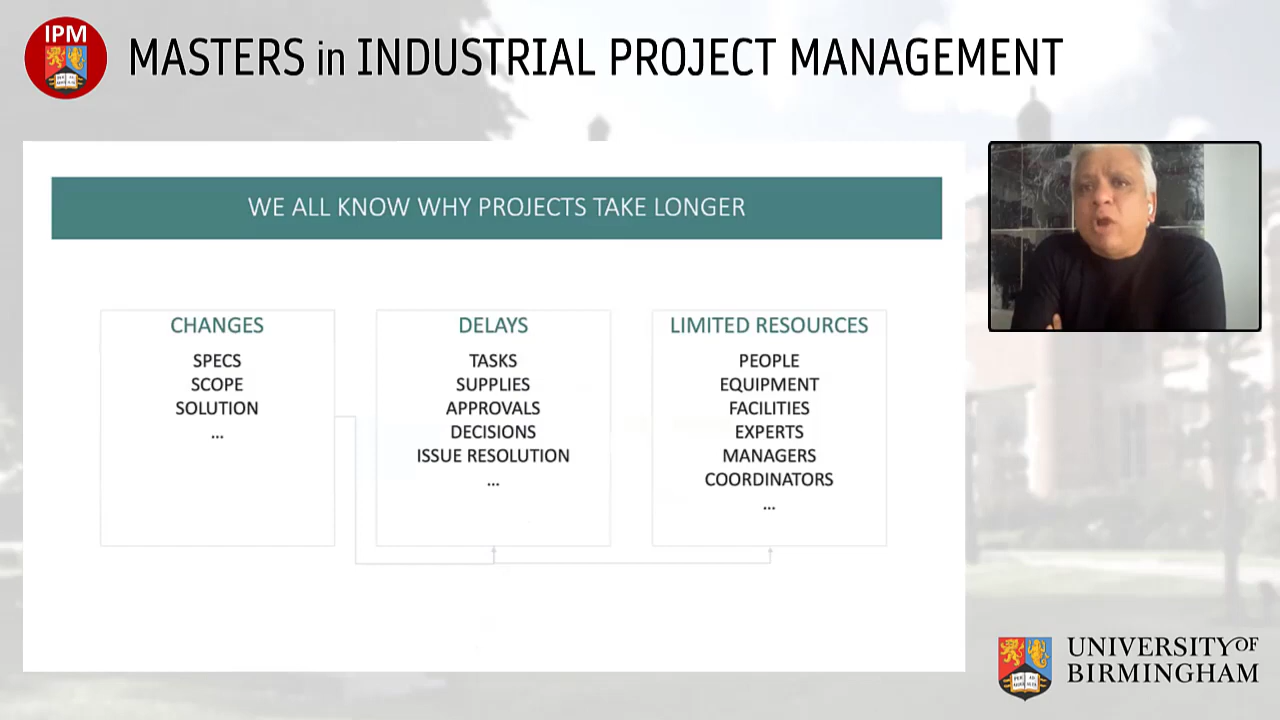 IPM
MASTERS in INDUSTRIAL PROJECT MANAGEMENT
WE ALL KNOW WHY PROJECTS TAKE LONGER
CHANGES
SPECS
SCOPE
SOLUTION
...
DELAYS
TASKS
SUPPLIES
APPROVALS
DECISIONS
ISSUE RESOLUTION
...
LIMITED RESOURCES
PEOPLE
EQUIPMENT
FACILITIES
EXPERTS
MANAGERS
COORDINATORS
...
UNIVERSITY OF
BIRMINGHAM